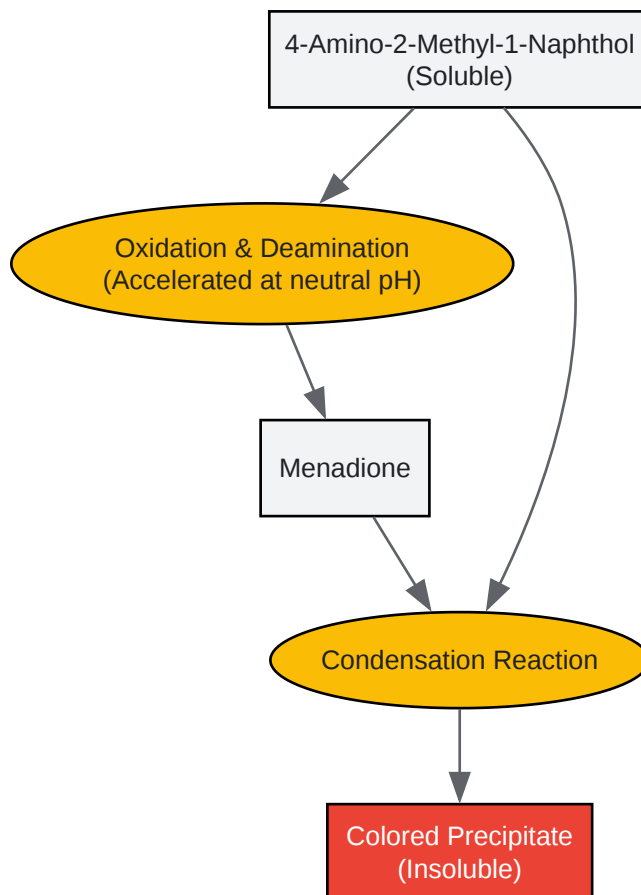 4-Amino-2-Methyl-1-Naphthol
(Soluble)
Oxidation & Deamination
(Accelerated at neutral pH)
Menadione
Condensation Reaction
Colored Precipitate
(Insoluble)